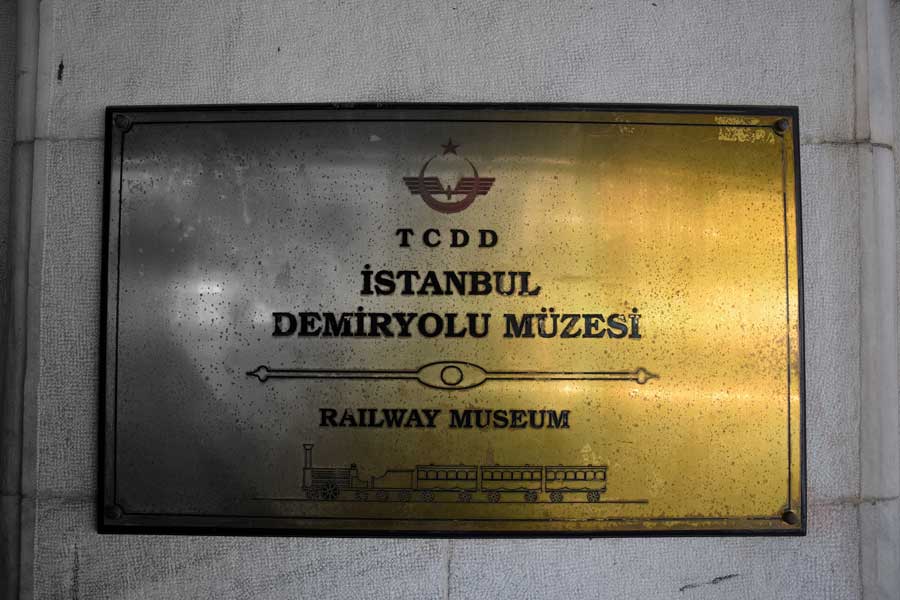 TCDD
İSTANBUL
DEMİRYOLU MÜZESİ
RAILWAY MUSEUM